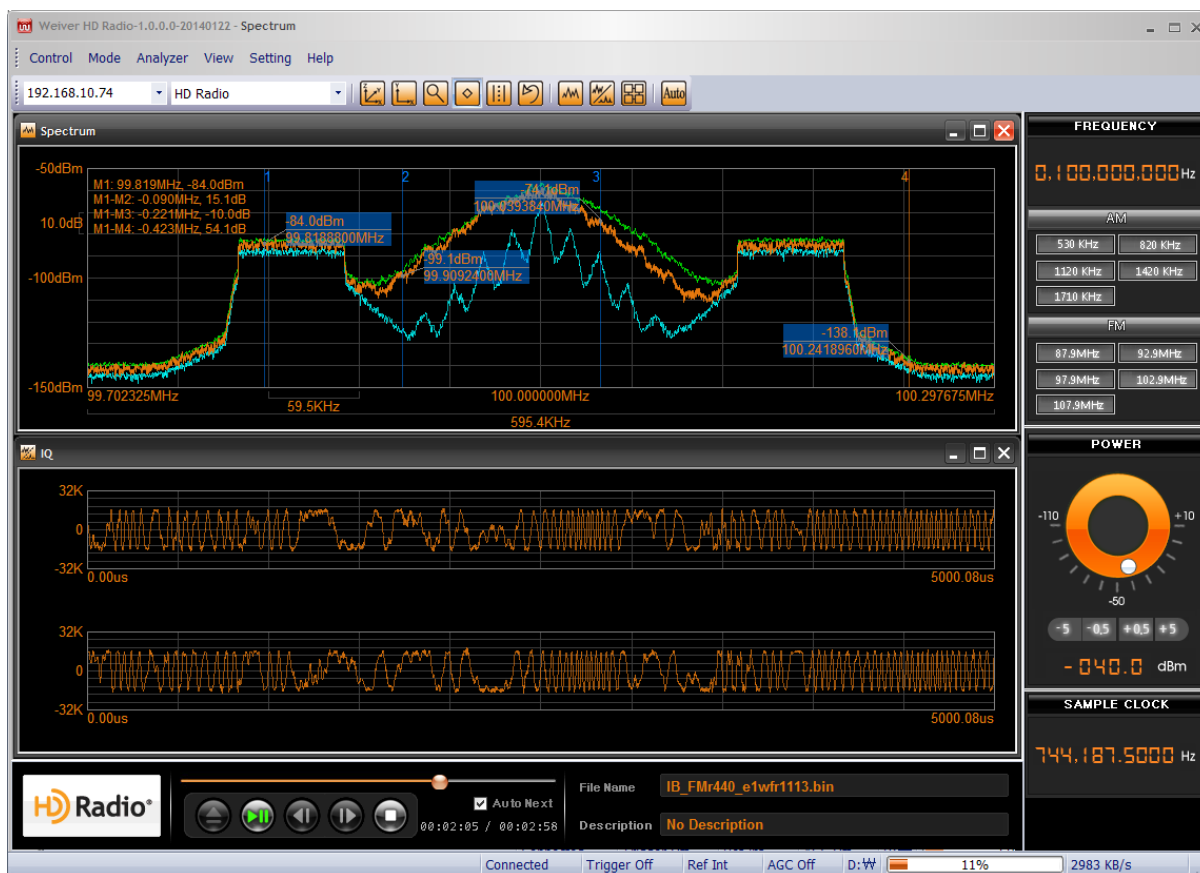 Weiver HD Radio-1.0.0.0-20140122 - Spectrum
Control Mode Analyzer View Setting Help
192.168.10.74 HD Radio Auto
Spectrum
-50dBm
10.0dB
-100dBm
-150dBm
M1: 99.819MHz, -84.0dBm
M1-M2: -0.090MHz, 15.1dB
M1-M3: -0.221MHz, -10.0dB
M1-M4: -0.423MHz, 54.1dB
1 2 3 4
-84.0dBm
99.8188800MHz
-99.1dBm
99.9092400MHz
-74.1dBm
100.0393840MHz
-138.1dBm
100.2418960MHz
99.702325MHz 100.000000MHz 100.297675MHz
59.5KHz
595.4KHz
IQ
32K
0
-32K
0.00us 5000.08us
32K
0
-32K
0.00us 5000.08us
HD Radio®
Auto Next
00:02:05 / 00:02:58
File Name IB_FMr440_e1wfr1113.bin
Description No Description
FREQUENCY
0,100,000,000 Hz
AM
530 KHz 820 KHz
1120 KHz 1420 KHz
1710 KHz
FM
87.9MHz 92.9MHz
97.9MHz 102.9MHz
107.9MHz
POWER
-110 +10
-50
-5 -0,5 +0,5 +5
-040.0 dBm
SAMPLE CLOCK
744,187.5000 Hz
Connected Trigger Off Ref Int AGC Off D:₩ 11% 2983 KB/s